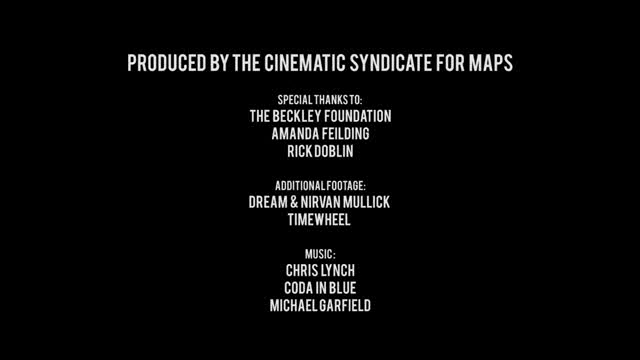 PRODUCED BY THE CINEMATIC SYNDICATE FOR MAPS
SPECIAL THANKS TO:
THE BECKLEY FOUNDATION
AMANDA FEILDING
RICK DOBLIN
ADDITIONAL FOOTAGE:
DREAM & NIRVAN MULLICK
TIMEWHEEL
MUSIC:
CHRIS LYNCH
CODA IN BLUE
MICHAEL GARFIELD